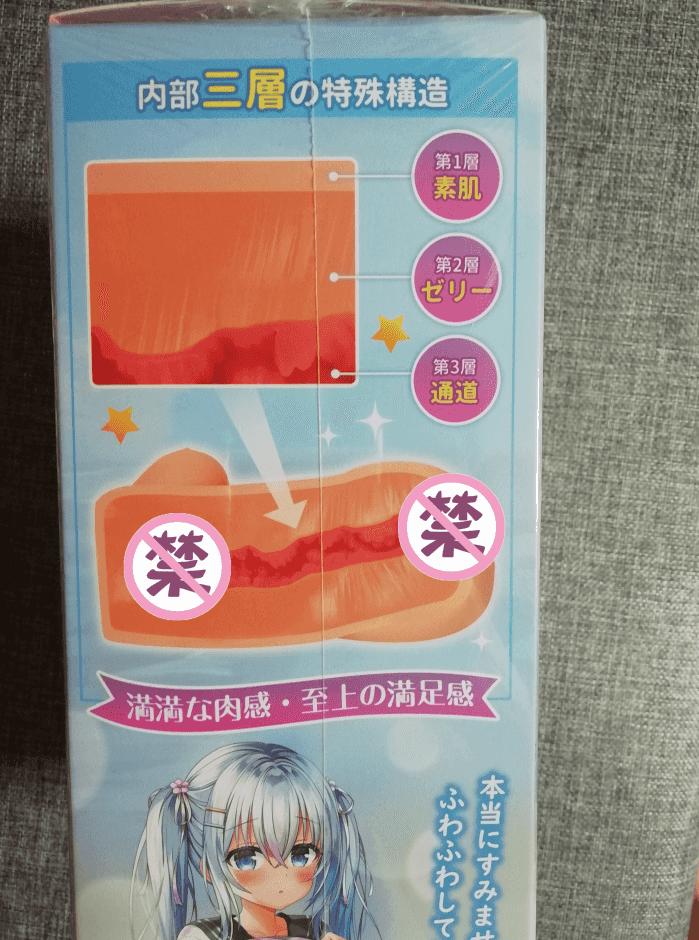 内部三層の特殊構造
第1層
素肌
第2層
ゼリー
第3層
通道
禁
禁
満満な肉感・至上の満足感
本当にすみませ
ふわふわして